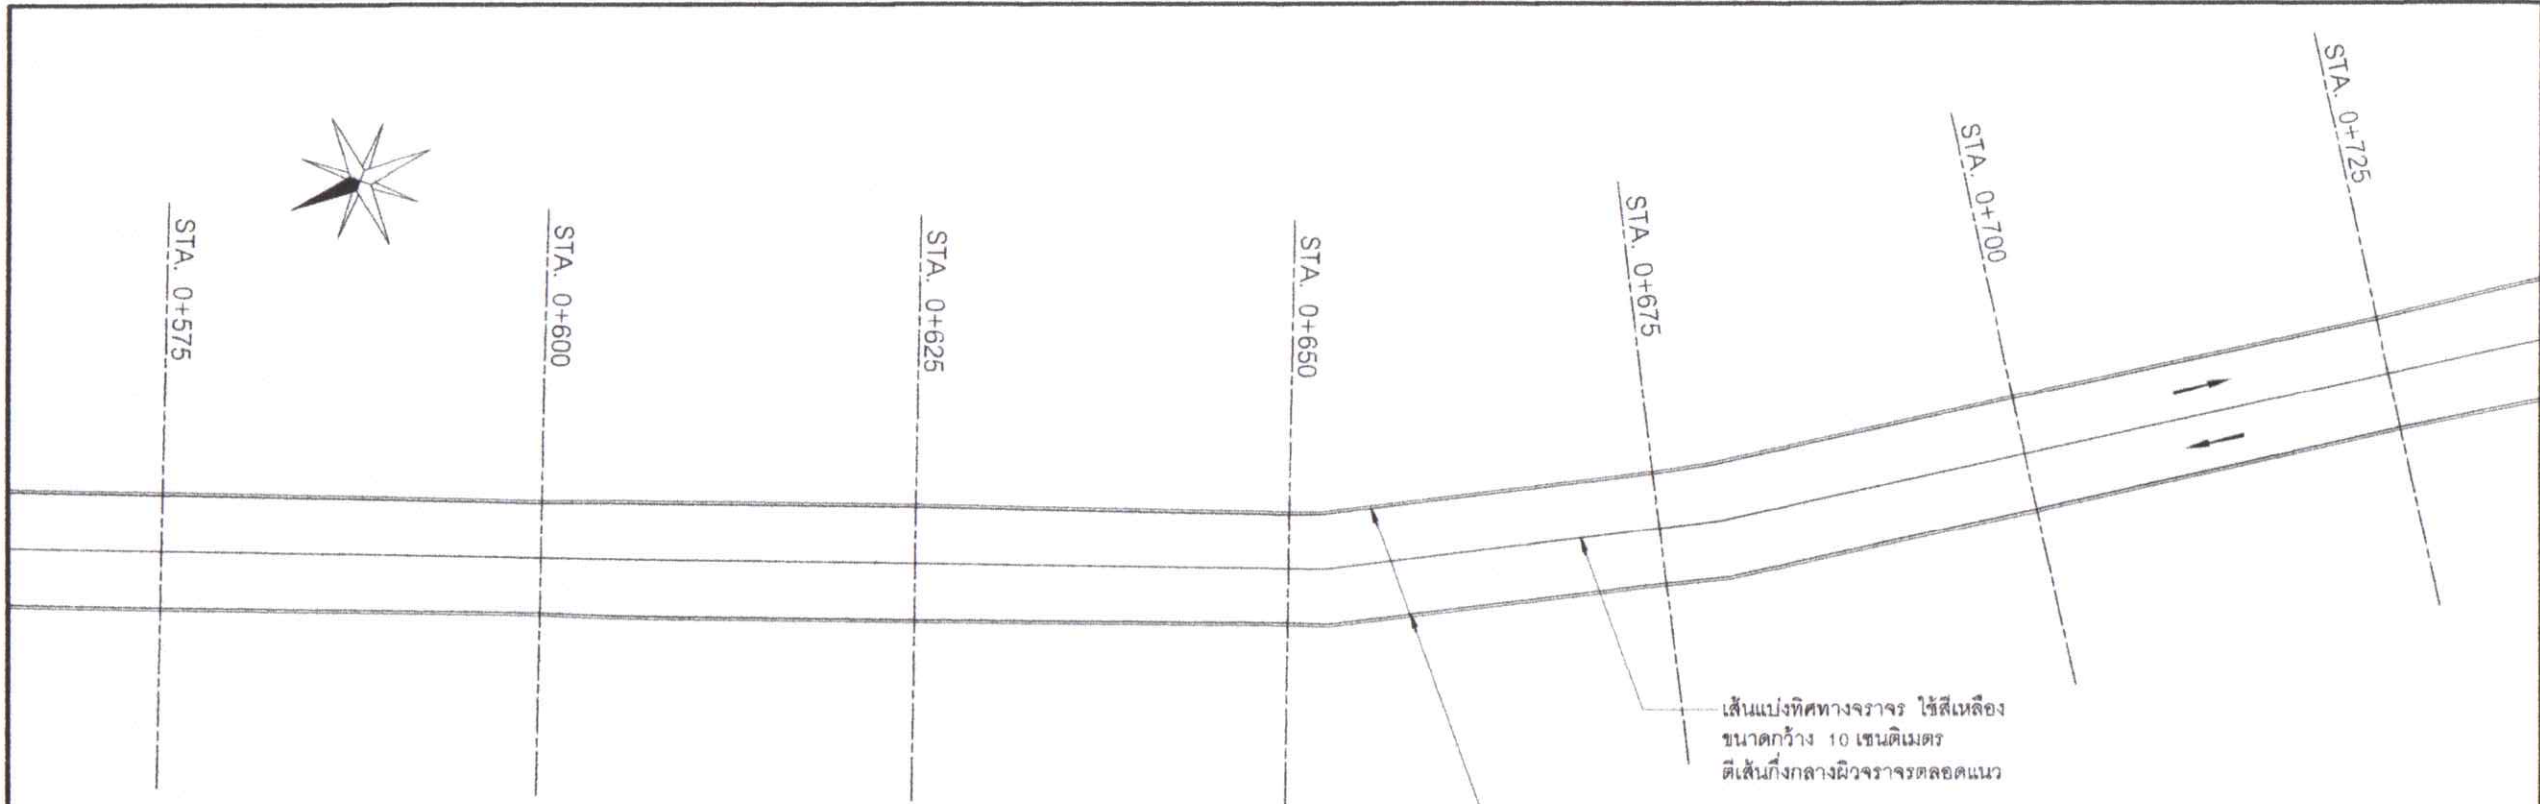 STA. 0+575
STA. 0+600
STA. 0+625
STA. 0+650
STA. 0+675
STA. 0+700
STA. 0+725
เส้นแบ่งทิศทางจราจร ใช้สีเหลือง
ขนาดกว้าง 10 เซนติเมตร
ตีเส้นกึ่งกลางผิวจราจรตลอดแนว